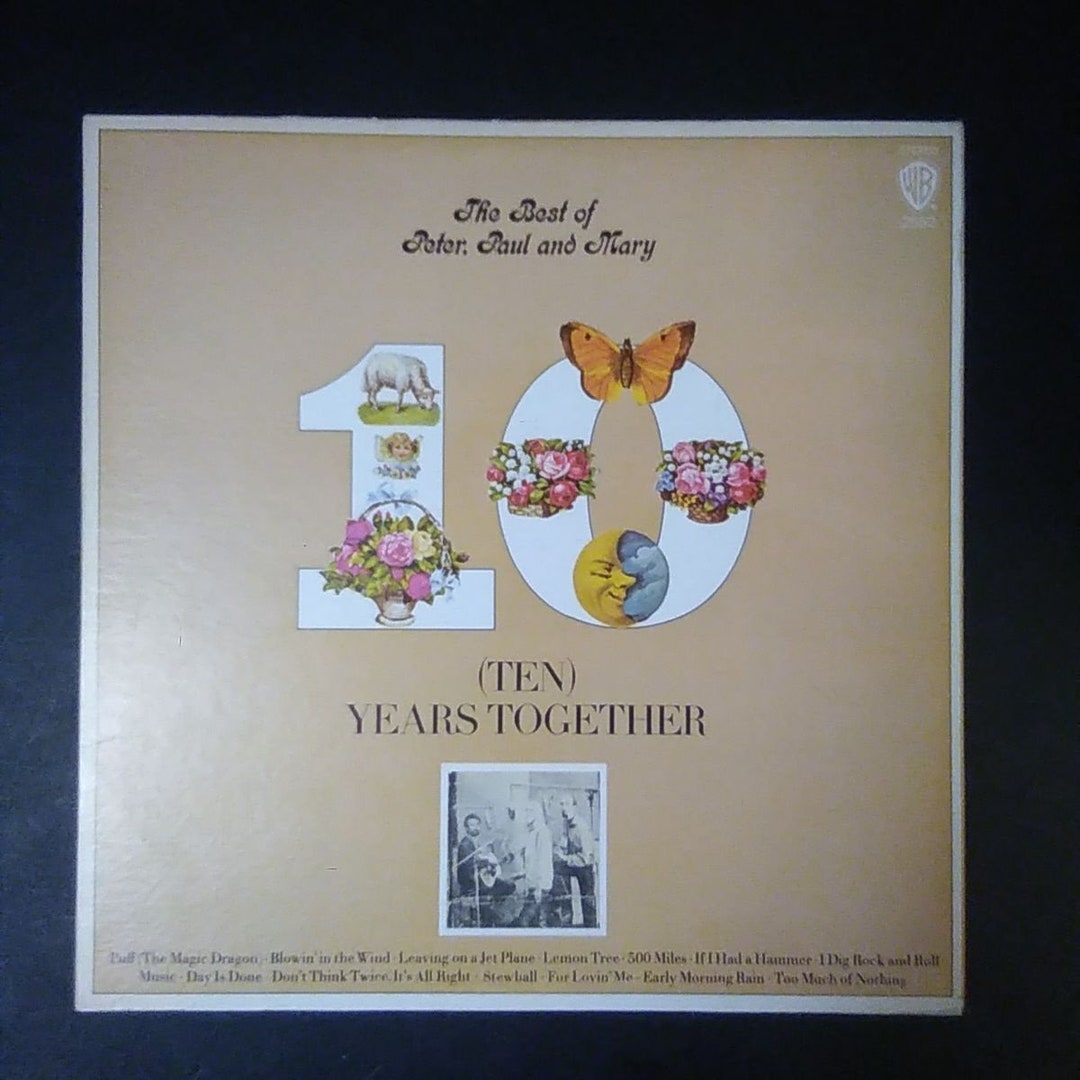 STEREO
WB
The Best of
Peter, Paul and Mary
10
(TEN)
YEARS TOGETHER
Puff (The Magic Dragon) · Blowin' in the Wind · Leaving on a Jet Plane · Lemon Tree · 500 Miles · If I Had a Hammer · I Dig Rock and Roll
Music · Day Is Done · Don't Think Twice, It's All Right · Stewball · For Lovin' Me · Early Morning Rain · Too Much of Nothing